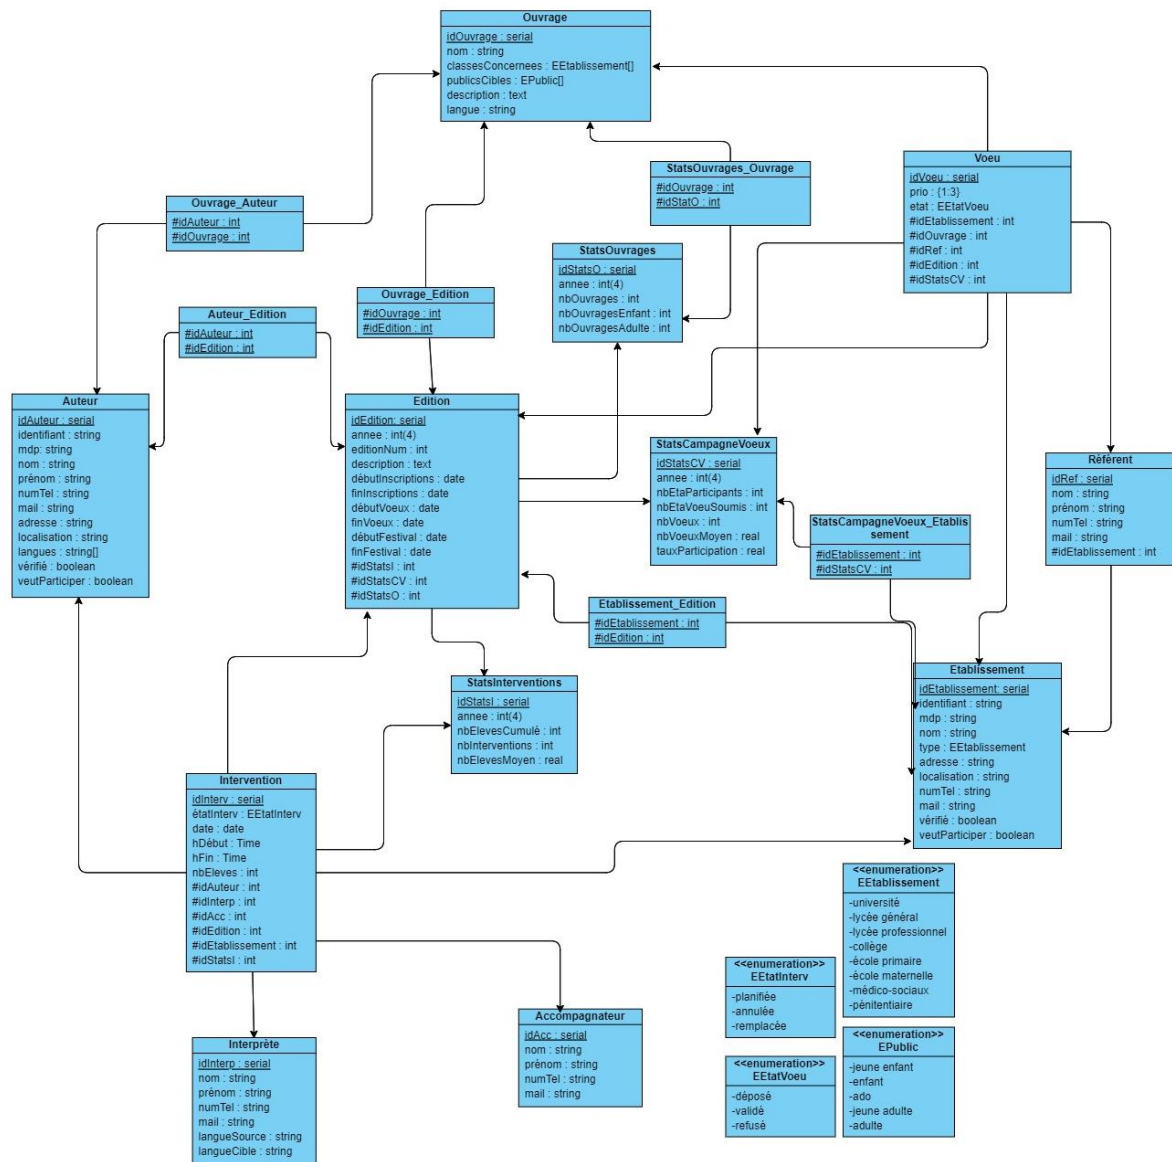 Ouvrage
idOuvrage : serial
nom : string
classesConcernees : EEtablissement[]
publicsCibles : EPublic[]
description : text
langue : string
StatsOuvrages_Ouvrage
#idOuvrage : int
#idStatO : int
Voeu
idVoeu : serial
prio : {1:3}
etat : EEtatVoeu
#idEtablissement : int
#idOuvrage : int
#idRef : int
#idEdition : int
#idStatsCV : int
Ouvrage_Auteur
#idAuteur : int
#idOuvrage : int
StatsOuvrages
idStatsO : serial
annee : int(4)
nbOuvrages : int
nbOuvragesEnfant : int
nbOuvragesAdulte : int
Ouvrage_Edition
#idOuvrage : int
#idEdition : int
Auteur_Edition
#idAuteur : int
#idEdition : int
Auteur
idAuteur : serial
identifiant : string
mdp: string
nom : string
prénom : string
numTel : string
mail : string
adresse : string
localisation : string
langues : string[]
vérifié : boolean
veutParticiper : boolean
Edition
idEdition: serial
annee : int(4)
editionNum : int
description : text
débutInscriptions : date
finInscriptions : date
débutVoeux : date
finVoeux : date
débutFestival : date
finFestival : date
#idStatsI : int
#idStatsCV : int
#idStatsO : int
StatsCampagneVoeux
idStatsCV : serial
annee : int(4)
nbEtaParticipants : int
nbEtaVoeuSoumis : int
nbVoeux : int
nbVoeuxMoyen : real
tauxParticipation : real
Référent
idRef : serial
nom : string
prénom : string
numTel : string
mail : string
#idEtablissement : int
StatsCampagneVoeux_Etabli
ssement
#idEtablissement : int
#idStatsCV : int
Etablissement_Edition
#idEtablissement : int
#idEdition : int
StatsInterventions
idStatsI : serial
annee : int(4)
nbElevesCumulé : int
nbInterventions : int
nbElevesMoyen : real
Etablissement
idEtablissement: serial
identifiant : string
mdp : string
nom : string
type : EEtablissement
adresse : string
localisation : string
numTel : string
mail : string
vérifié : boolean
veutParticiper : boolean
Intervention
idInterv : serial
étatInterv : EEtatInterv
date : date
hDébut : Time
hFin : Time
nbEleves : int
#idAuteur : int
#idInterp : int
#idAcc : int
#idEdition : int
#idEtablissement : int
#idStatsI : int
<<enumeration>>
EEtablissement
-université
-lycée général
-lycée professionnel
-collège
-école primaire
-école maternelle
-médico-sociaux
-pénitentiaire
<<enumeration>>
EEtatInterv
-planifiée
-annulée
-remplacée
Accompagnateur
idAcc : serial
nom : string
prénom : string
numTel : string
mail : string
Interprète
idInterp : serial
nom : string
prénom : string
numTel : string
mail : string
langueSource : string
langueCible : string
<<enumeration>>
EEtatVoeu
-déposé
-validé
-refusé
<<enumeration>>
EPublic
-jeune enfant
-enfant
-ado
-jeune adulte
-adulte